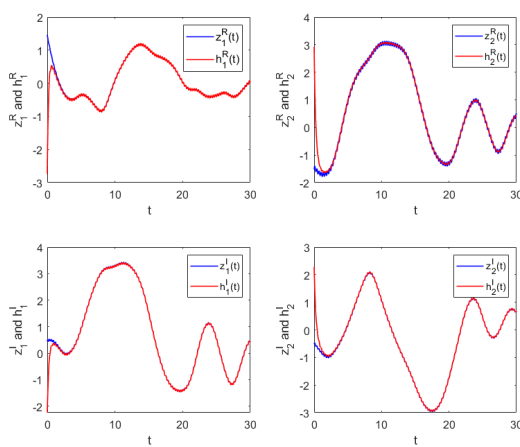 2
1
0
-1
-2
-3
z₁ᴿ and h₁ᴿ
z₁ᴿ(t)
h₁ᴿ(t)
0 10 20 30
t
4
3
2
1
0
-1
-2
z₂ᴿ and h₂ᴿ
z₂ᴿ(t)
h₂ᴿ(t)
0 10 20 30
t
4
3
2
1
0
-1
-2
z₁ᴵ and h₁ᴵ
z₁ᴵ(t)
h₁ᴵ(t)
0 10 20 30
t
3
2
1
0
-1
-2
-3
z₂ᴵ and h₂ᴵ
z₂ᴵ(t)
h₂ᴵ(t)
0 10 20 30
t